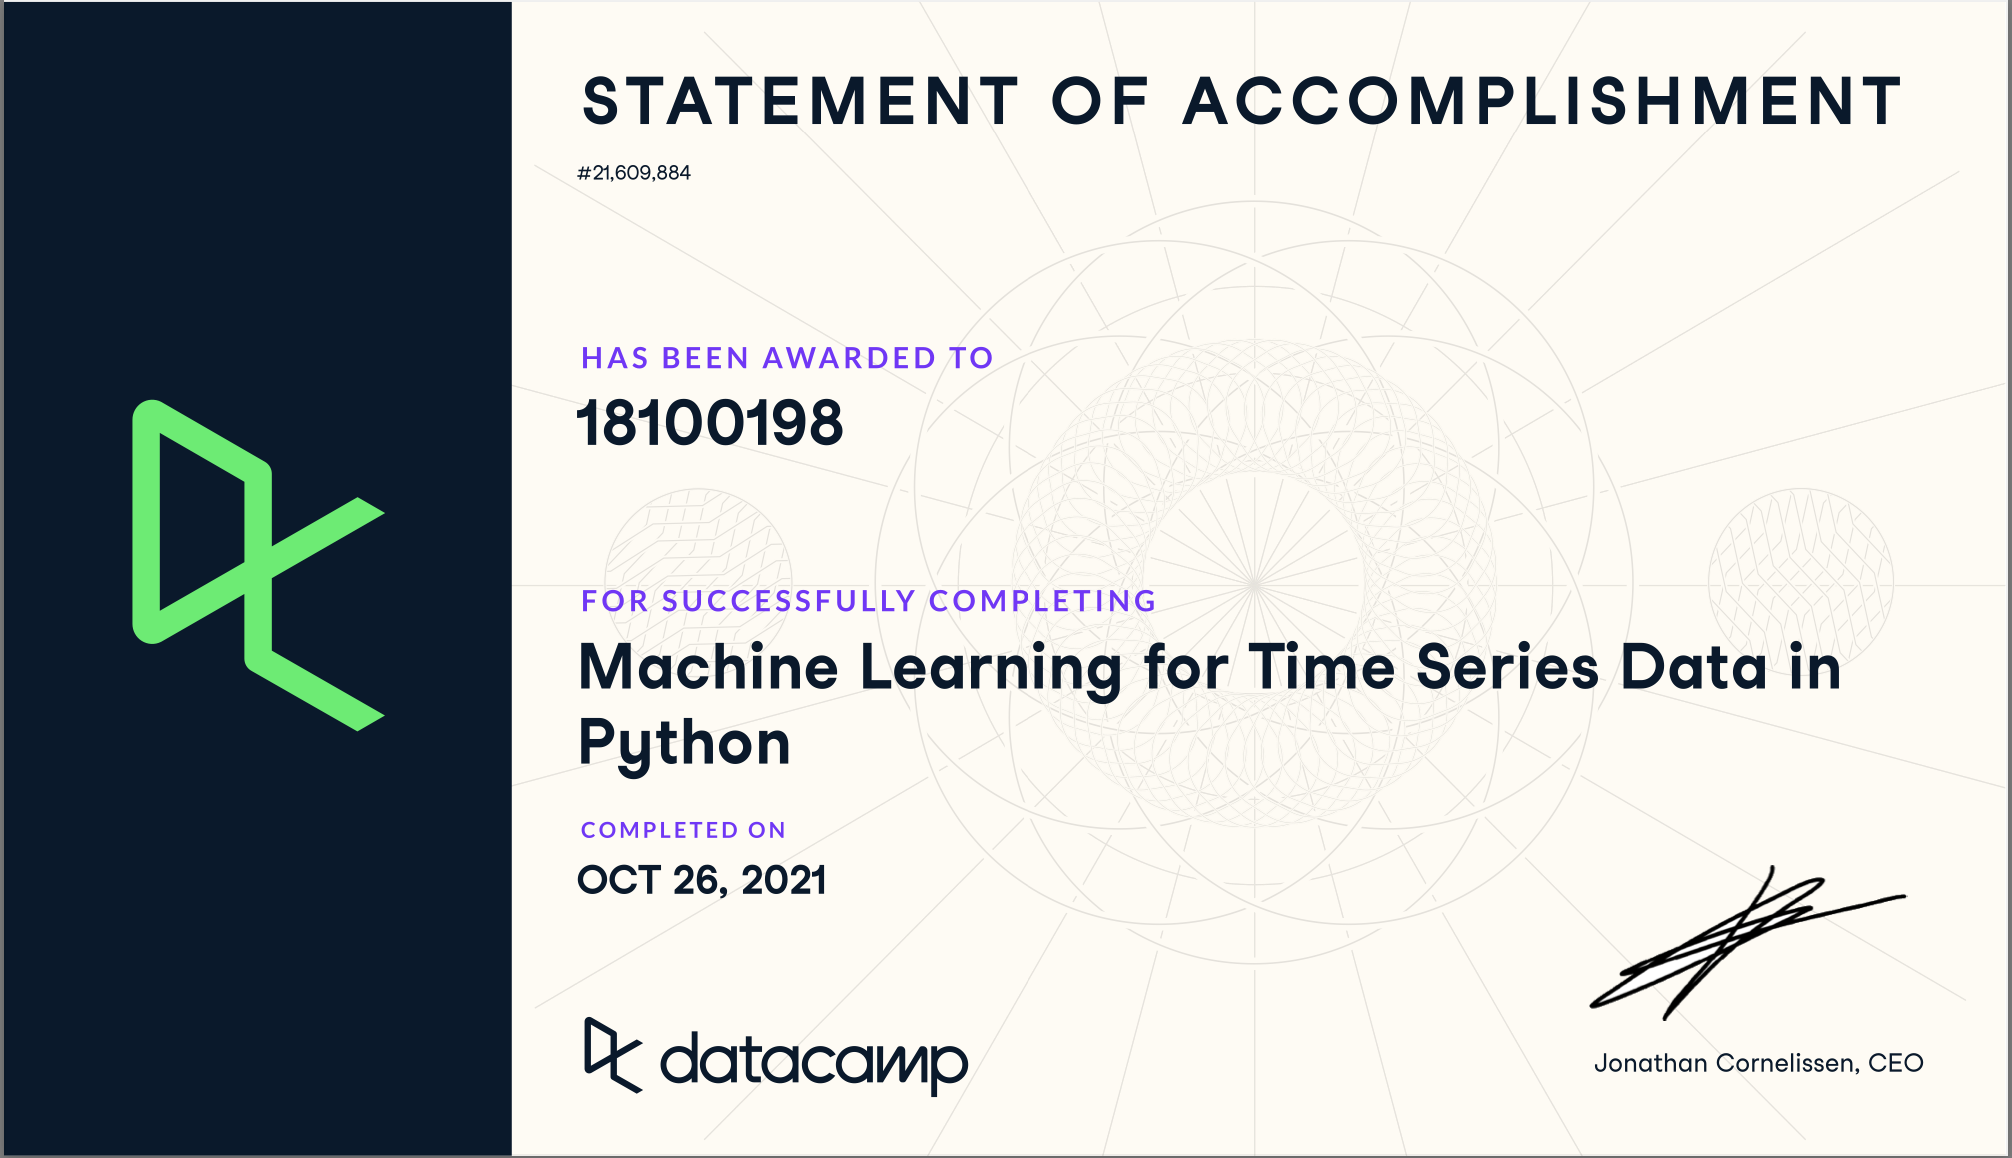 STATEMENT OF ACCOMPLISHMENT
#21,609,884
HAS BEEN AWARDED TO
18100198
FOR SUCCESSFULLY COMPLETING
Machine Learning for Time Series Data in
Python
COMPLETED ON
OCT 26, 2021
datacamp
Jonathan Cornelissen, CEO